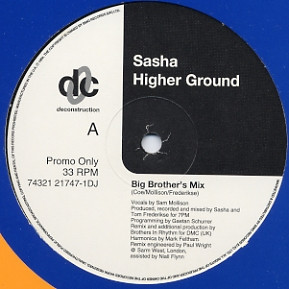 Sasha
Higher Ground
dc
deconstruction
A
Promo Only
33 RPM
74321 21747-1DJ
Big Brother's Mix
(Coe/Mollison/Frederikse)
Vocals by Sam Mollison
Produced, recorded and mixed by Sasha and
Tom Frederikse for 7PM
Programming by Gaetan Schurrer
Remix and additional production by
Brothers In Rhythm for DMC (UK)
Harmonica by Mark Feltham
Remix engineered by Paul Wright
@ Sarm West, London,
assisted by Niall Flynn